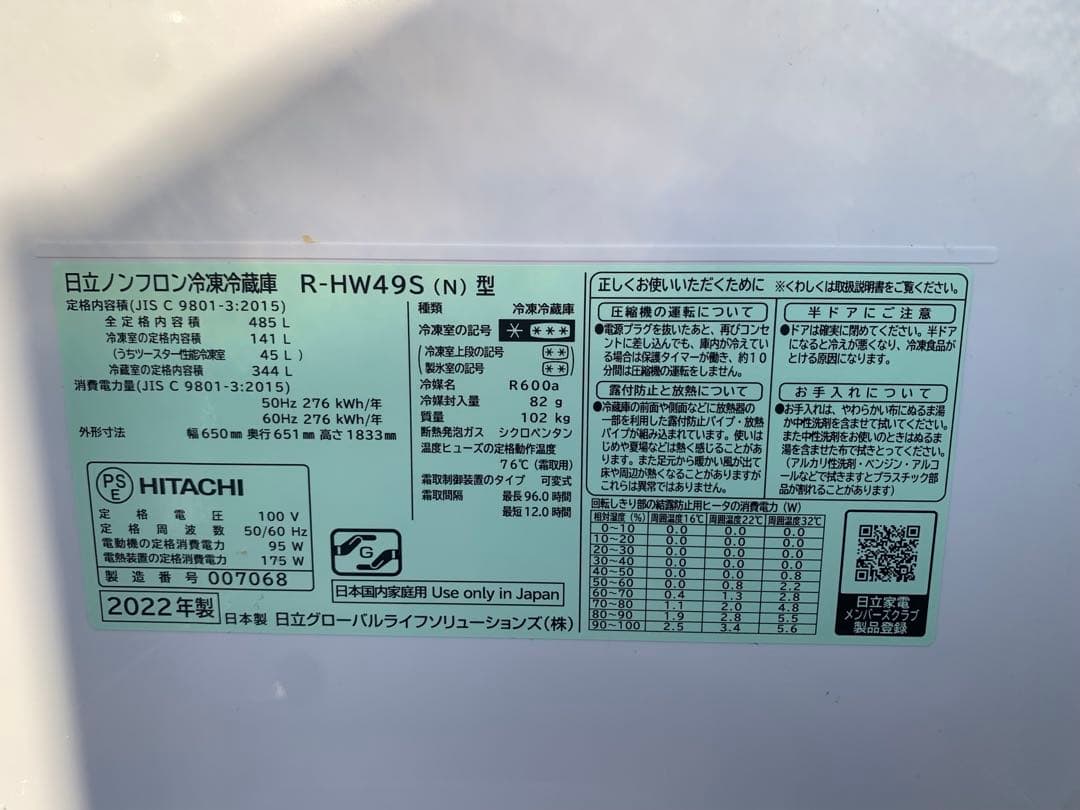 日立ノンフロン冷凍冷蔵庫 R-HW49S (N) 型
定格内容積(JIS C 9801-3:2015)
全定格内容積 485 L
冷凍室の定格内容積 141 L
(うちツースター性能冷凍室 45 L )
冷蔵室の定格内容積 344 L
消費電力量(JIS C 9801-3:2015)
50Hz 276 kWh/年
60Hz 276 kWh/年
外形寸法 幅 650㎜ 奥行 651㎜ 高さ 1833㎜
PSE HITACHI
定格電圧 100 V
定格周波数 50/60 Hz
電動機の定格消費電力 95 W
電熱装置の定格消費電力 175 W
製造番号 007068
2022年製
日本製 日立グローバルライフソリューションズ(株)
種類 冷凍冷蔵庫
冷凍室の記号 * ***
(冷凍室上段の記号 **
製氷室の記号 **)
冷媒名 R600a
冷媒封入量 82 g
質量 102 kg
断熱発泡ガス シクロペンタン
温度ヒューズの定格動作温度
76℃ (霜取用)
霜取制御装置のタイプ 可変式
霜取間隔 最長 96.0 時間
最短 12.0 時間
G
日本国内家庭用 Use only in Japan
正しくお使いいただくために ※くわしくは取扱説明書をご覧ください。
圧縮機の運転について
●電源プラグを抜いたあと、再びコンセ
ントに差し込んでも、庫内が冷えてい
る場合は保護タイマーが働き、約10
分間は圧縮機の運転をしません。
露付防止と放熱について
●冷蔵庫の前面や側面などに放熱器の
一部を利用した露付防止パイプ・放熱
パイプが組み込まれています。使いは
じめや夏場などは熱く感じることがあ
ります。また足元から暖かい風が出て
床や周辺が熱くなることがありますが
これらは異常ではありません。
半ドアにご注意
●ドアは確実に閉めてください。半ドア
になると冷えが悪くなり、冷凍食品が
とける原因になります。
お手入れについて
●お手入れは、やわらかい布にぬるま湯
か中性洗剤を含ませて拭いてください。
また中性洗剤をお使いのときはぬるま
湯を含ませた布で拭きとってください。
(アルカリ性洗剤・ベンジン・アルコ
ールなどで拭きますとプラスチック部
品が割れることがあります)
回転しきり部の結露防止用ヒータの消費電力 (W)
相対湿度 (%) 周囲温度16℃ 周囲温度22℃ 周囲温度32℃
0~10 0.0 0.0 0.0
10~20 0.0 0.0 0.0
20~30 0.0 0.0 0.0
30~40 0.0 0.0 0.0
40~50 0.0 0.0 0.8
50~60 0.0 0.8 2.2
60~70 0.4 1.3 2.8
70~80 1.1 2.0 4.8
80~90 1.9 2.8 5.5
90~100 2.5 3.4 5.6
日立家電
メンバーズクラブ
製品登録